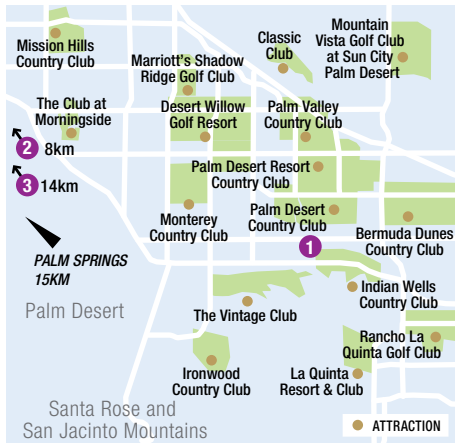 Mission Hills
Country Club
Marriott's Shadow
Ridge Golf Club
Classic
Club
Mountain
Vista Golf Club
at Sun City
Palm Desert
The Club at
Morningside
Desert Willow
Golf Resort
Palm Valley
Country Club
2 8km
3 14km
Palm Desert Resort
Country Club
Monterey
Country Club
Palm Desert
Country Club
Bermuda Dunes
Country Club
1
PALM SPRINGS
15KM
Palm Desert
Indian Wells
Country Club
The Vintage Club
Rancho La
Quinta Golf Club
Ironwood
Country Club
La Quinta
Resort & Club
Santa Rose and
San Jacinto Mountains
ATTRACTION